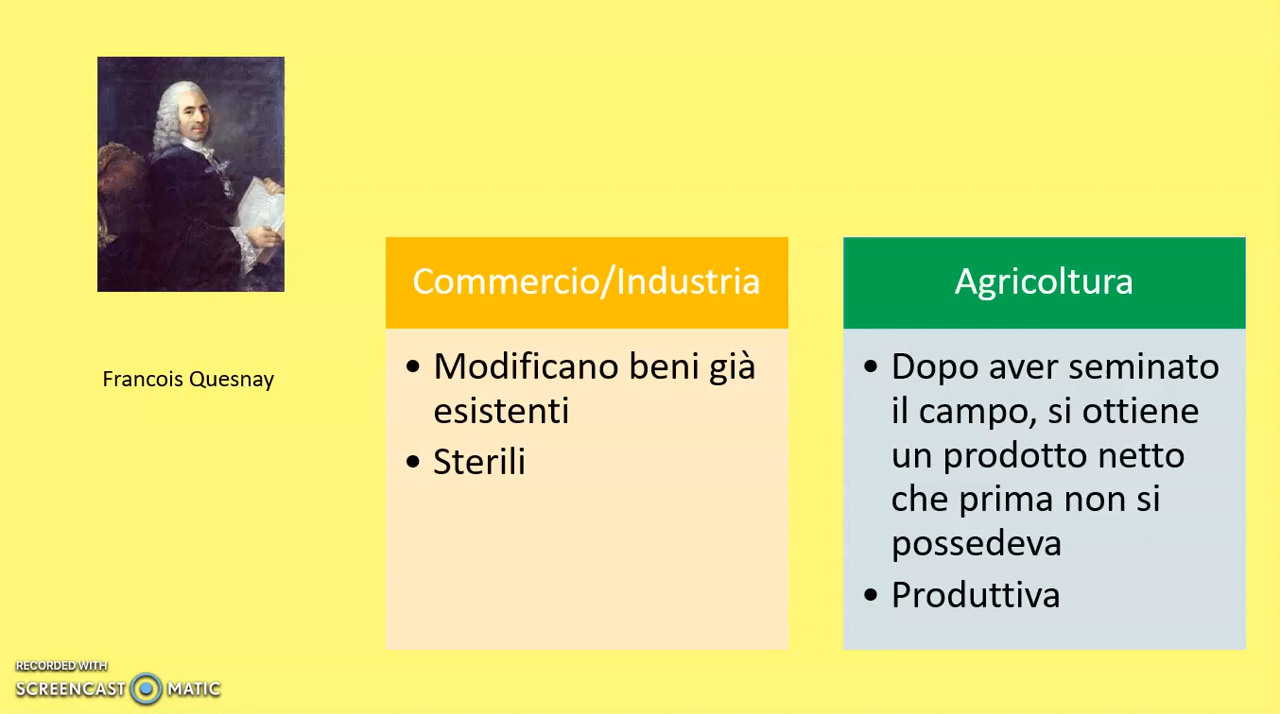 Francois Quesnay
Commercio/Industria
• Modificano beni già
esistenti
• Sterili
Agricoltura
• Dopo aver seminato
il campo, si ottiene
un prodotto netto
che prima non si
possedeva
• Produttiva
RECORDED WITH
SCREENCAST MATIC